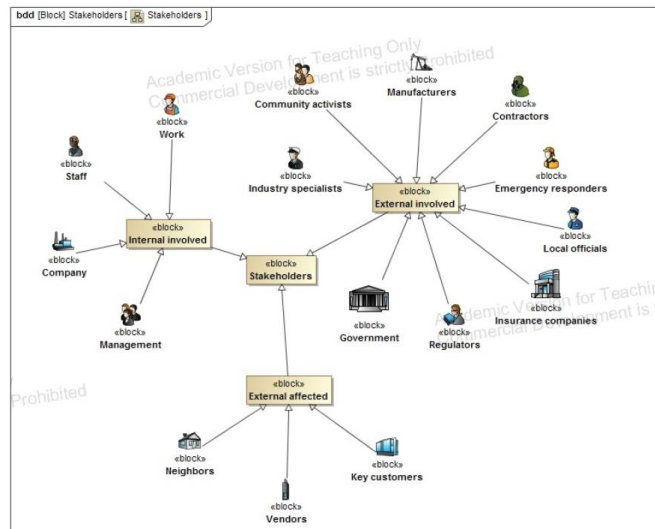 bdd [Block] Stakeholders [ Stakeholders ]
Academic Version for Teaching Only
Commercial Development is strictly Prohibited
«block»
Community activists
«block»
Manufacturers
«block»
Contractors
«block»
Work
«block»
Staff
«block»
Industry specialists
«block»
External involved
«block»
Emergency responders
«block»
Internal involved
«block»
Local officials
«block»
Company
«block»
Stakeholders
«block»
Management
«block»
Government
«block»
Regulators
«block»
Insurance companies
Academic Version for Teaching
Commercial Development is
Prohibited
«block»
External affected
«block»
Neighbors
«block»
Key customers
«block»
Vendors